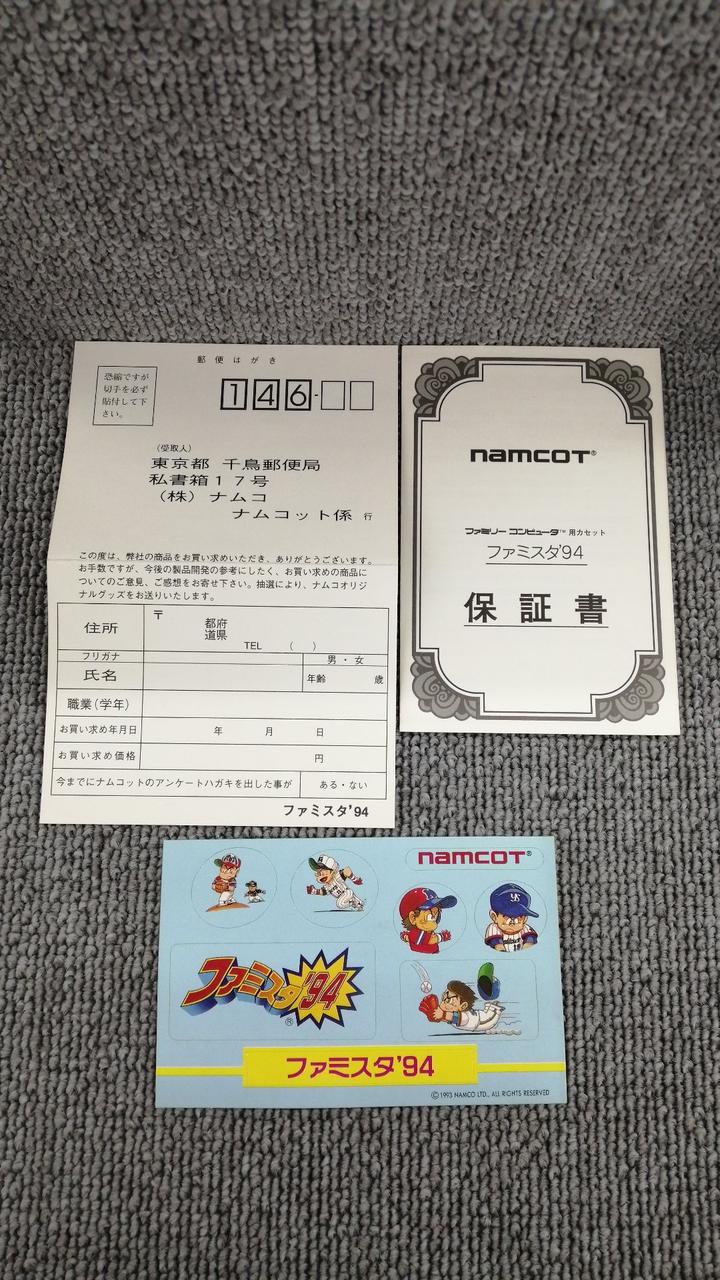 郵便はがき
恐縮ですが
切手を必ず
貼付して下
さい。
146-
(受取人)
東京都 千鳥郵便局
私書箱17号
(株)ナムコ
ナムコット係 行
この度は、弊社の商品をお買い求めいただき、ありがとうございます。
お手数ですが、今後の製品開発の参考にしたく、お買い求めの商品に
ついてのご意見、ご感想をお寄せ下さい。抽選により、ナムコオリジ
ナルグッズをお送りいたします。
住所 〒 都府
道県
TEL ( )
フリガナ 男・女
氏名 年齢 歳
職業(学年)
お買い求め年月日 年 月 日
お買い求め価格 円
今までにナムコットのアンケートハガキを出した事が ある・ない
ファミスタ'94
namcot®
ファミリーコンピュータ™用カセット
ファミスタ'94
保証書
namcot®
ファミスタ'94
®
ファミスタ'94
©1993 NAMCO LTD., ALL RIGHTS RESERVED